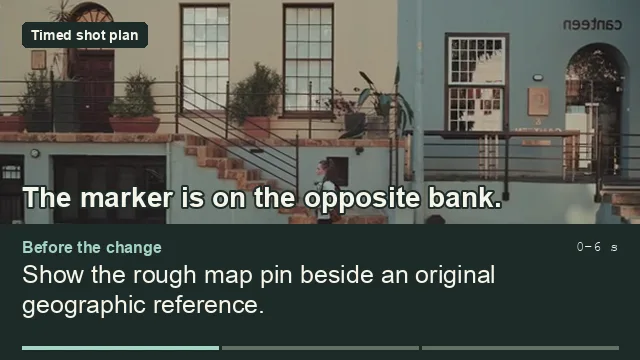 Timed shot plan
canteen
The marker is on the opposite bank.
Before the change
0–6 s
Show the rough map pin beside an original
geographic reference.